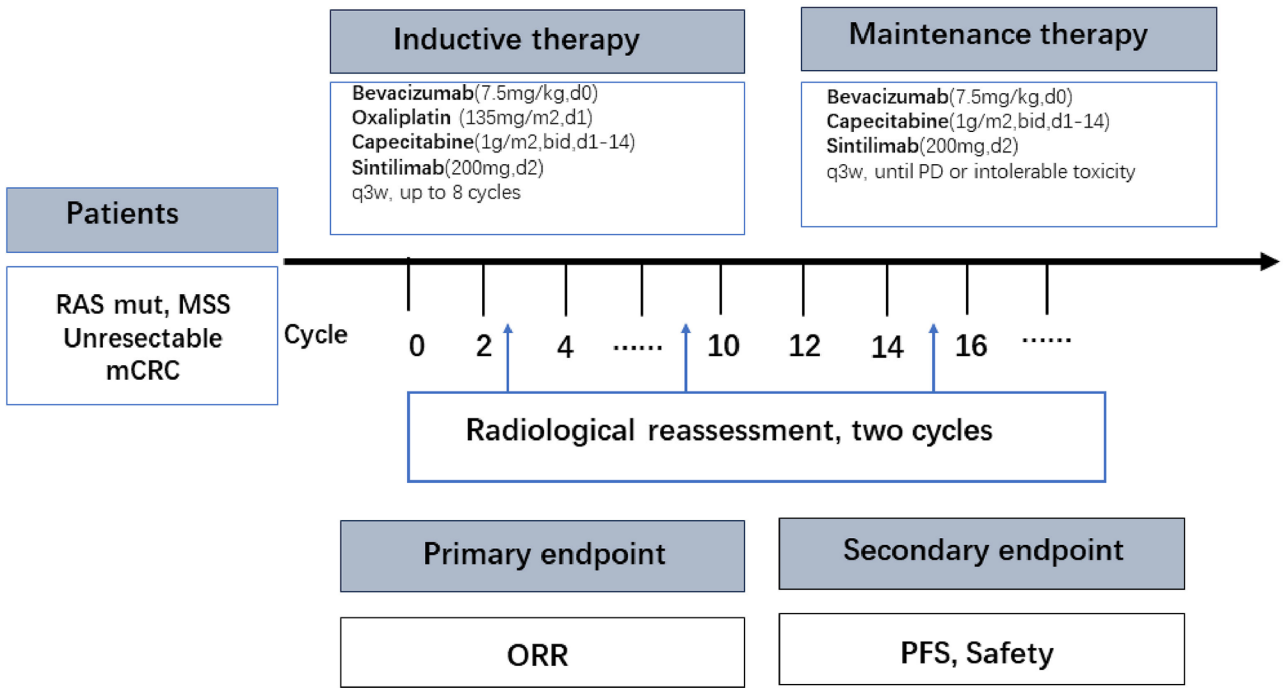 Inductive therapy
Bevacizumab(7.5mg/kg,d0)
Oxaliplatin (135mg/m2,d1)
Capecitabine(1g/m2,bid,d1-14)
Sintilimab(200mg,d2)
q3w, up to 8 cycles
Maintenance therapy
Bevacizumab(7.5mg/kg,d0)
Capecitabine(1g/m2,bid,d1-14)
Sintilimab(200mg,d2)
q3w, until PD or intolerable toxicity
Patients
RAS mut, MSS
Unresectable
mCRC
Cycle 0 2 4 ...... 10 12 14 16 ......
Radiological reassessment, two cycles
Primary endpoint
ORR
Secondary endpoint
PFS, Safety